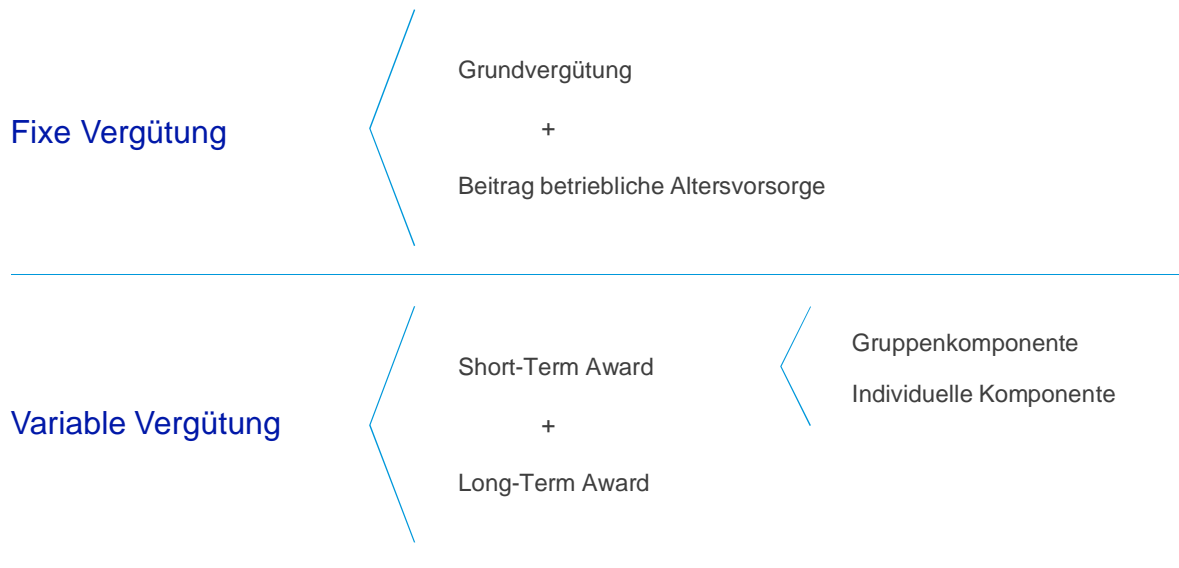 Fixe Vergütung
Grundvergütung
+
Beitrag betriebliche Altersvorsorge
Variable Vergütung
Short-Term Award
+
Long-Term Award
Gruppenkomponente
Individuelle Komponente